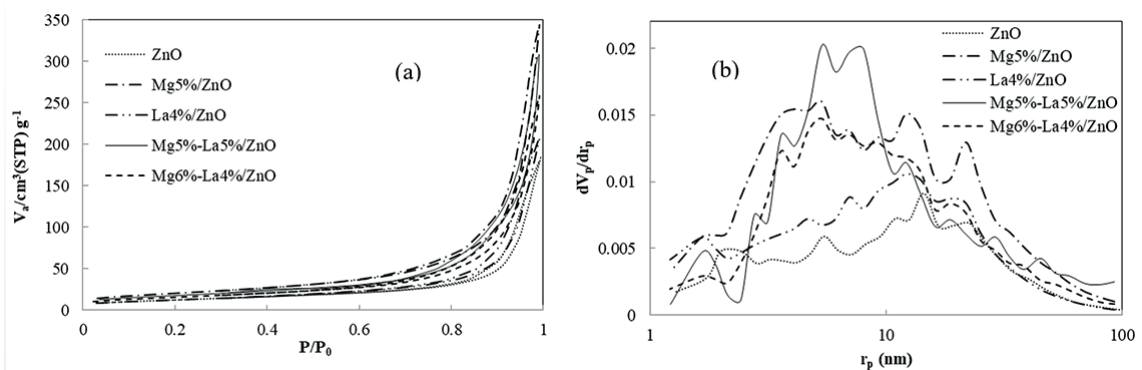 350
300
250
200
150
100
50
0
Vₐ/cm³(STP) g⁻¹
ZnO
Mg5%/ZnO
La4%/ZnO
Mg5%-La5%/ZnO
Mg6%-La4%/ZnO
(a)
0 0.2 0.4 0.6 0.8 1
P/P₀
0.02
0.015
0.01
0.005
0
dVₚ/drₚ
(b)
ZnO
Mg5%/ZnO
La4%/ZnO
Mg5%-La5%/ZnO
Mg6%-La4%/ZnO
1 10 100
rₚ (nm)